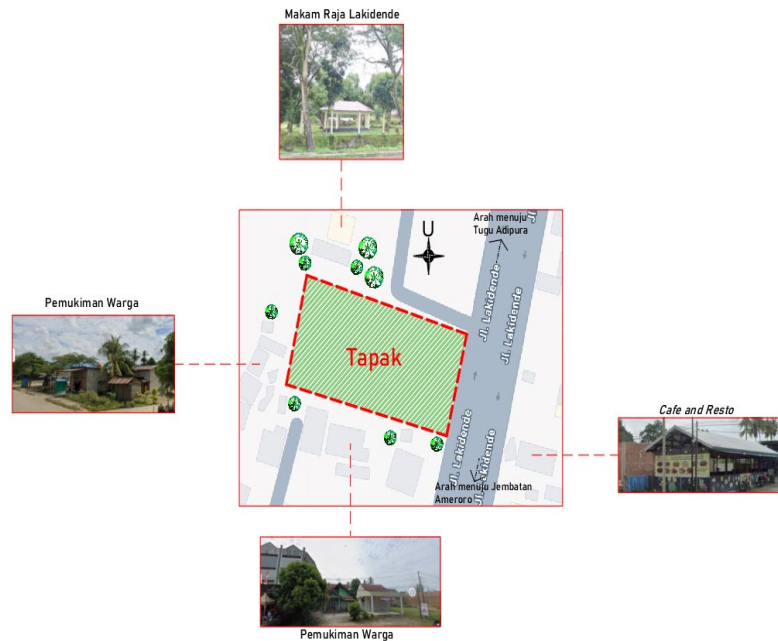 Makam Raja Lakidende
Arah menuju
Tugu Adipura
U
Jl.
Jl. Lakidende
Jl. Lakidende
Pemukiman Warga
Tapak
Cafe and Resto
Jl. Lakidende
Jl. Lakidende
Arah menuju Jembatan
Ameroro
Pemukiman Warga